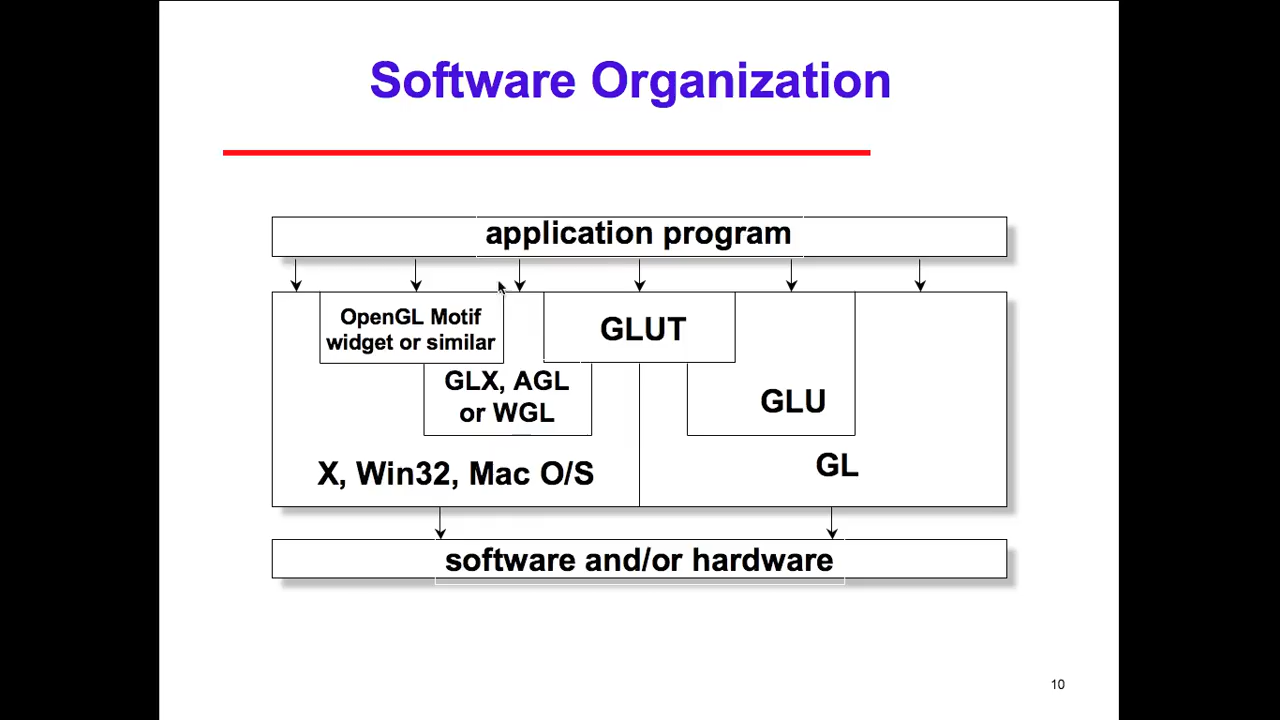 Software Organization
application program
OpenGL Motif
widget or similar
GLUT
GLX, AGL
or WGL
GLU
X, Win32, Mac O/S
GL
software and/or hardware
10